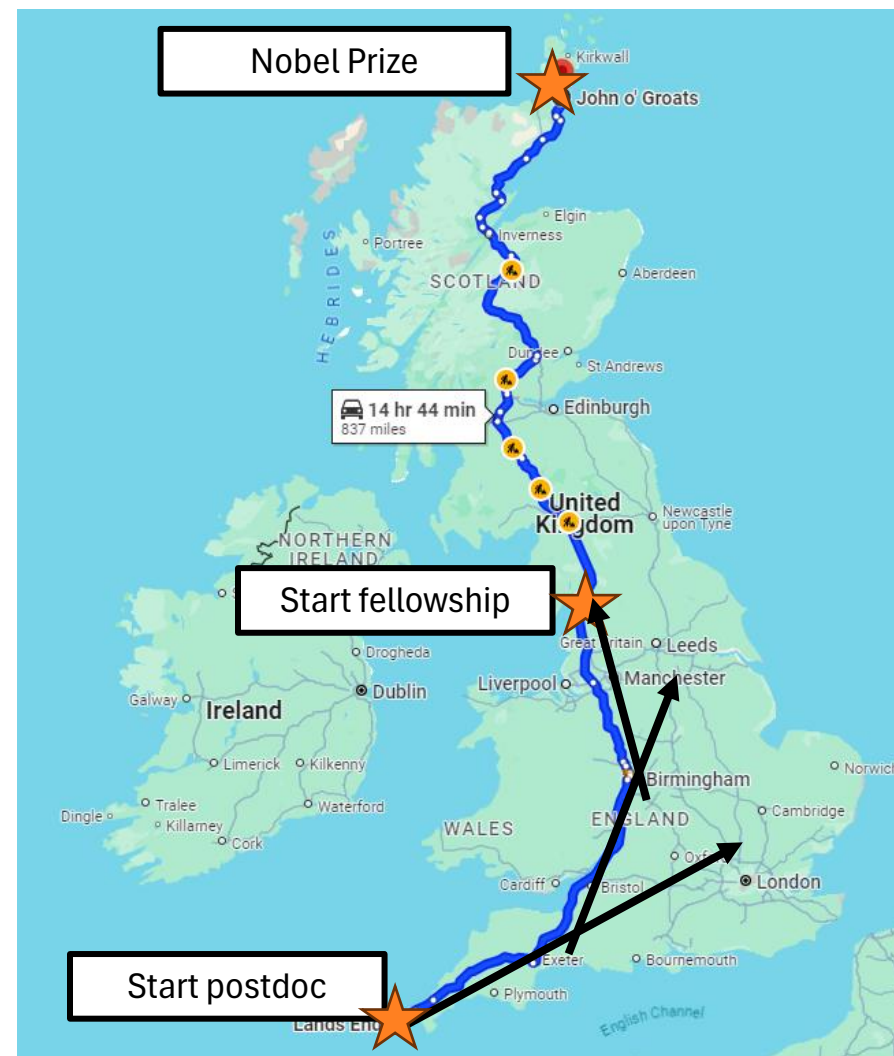 Nobel Prize
Kirkwall
John o' Groats
Elgin
Inverness
Portree
HEBRIDES
SCOTLAND
Aberdeen
Dundee
St Andrews
14 hr 44 min
837 miles
Edinburgh
United
Kingdom
Newcastle
upon Tyne
NORTHERN
IRELAND
Start fellowship
Great Britain
Leeds
Drogheda
Manchester
Liverpool
Dublin
Galway
Ireland
Limerick
Kilkenny
Birmingham
Norwich
Tralee
Waterford
Dingle
Killarney
Cambridge
ENGLAND
WALES
Cork
Oxford
Cardiff
Bristol
London
Exeter
Bournemouth
Start postdoc
Plymouth
Lands End
English Channel